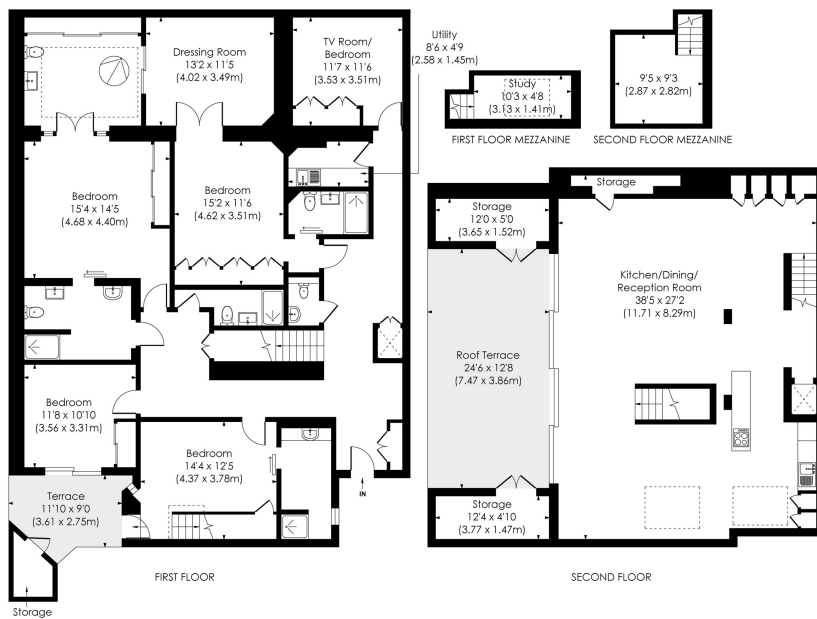 Dressing Room
13'2 x 11'5
(4.02 x 3.49m)
TV Room/
Bedroom
11'7 x 11'6
(3.53 x 3.51m)
Utility
8'6 x 4'9
(2.58 x 1.45m)
Study
10'3 x 4'8
(3.13 x 1.41m)
FIRST FLOOR MEZZANINE
9'5 x 9'3
(2.87 x 2.82m)
SECOND FLOOR MEZZANINE
Bedroom
15'4 x 14'5
(4.68 x 4.40m)
Bedroom
15'2 x 11'6
(4.62 x 3.51m)
Bedroom
11'8 x 10'10
(3.56 x 3.31m)
Bedroom
14'4 x 12'5
(4.37 x 3.78m)
IN
Terrace
11'10 x 9'0
(3.61 x 2.75m)
Storage
FIRST FLOOR
Storage
Storage
12'0 x 5'0
(3.65 x 1.52m)
Kitchen/Dining/
Reception Room
38'5 x 27'2
(11.71 x 8.29m)
Roof Terrace
24'6 x 12'8
(7.47 x 3.86m)
Storage
12'4 x 4'10
(3.77 x 1.47m)
SECOND FLOOR